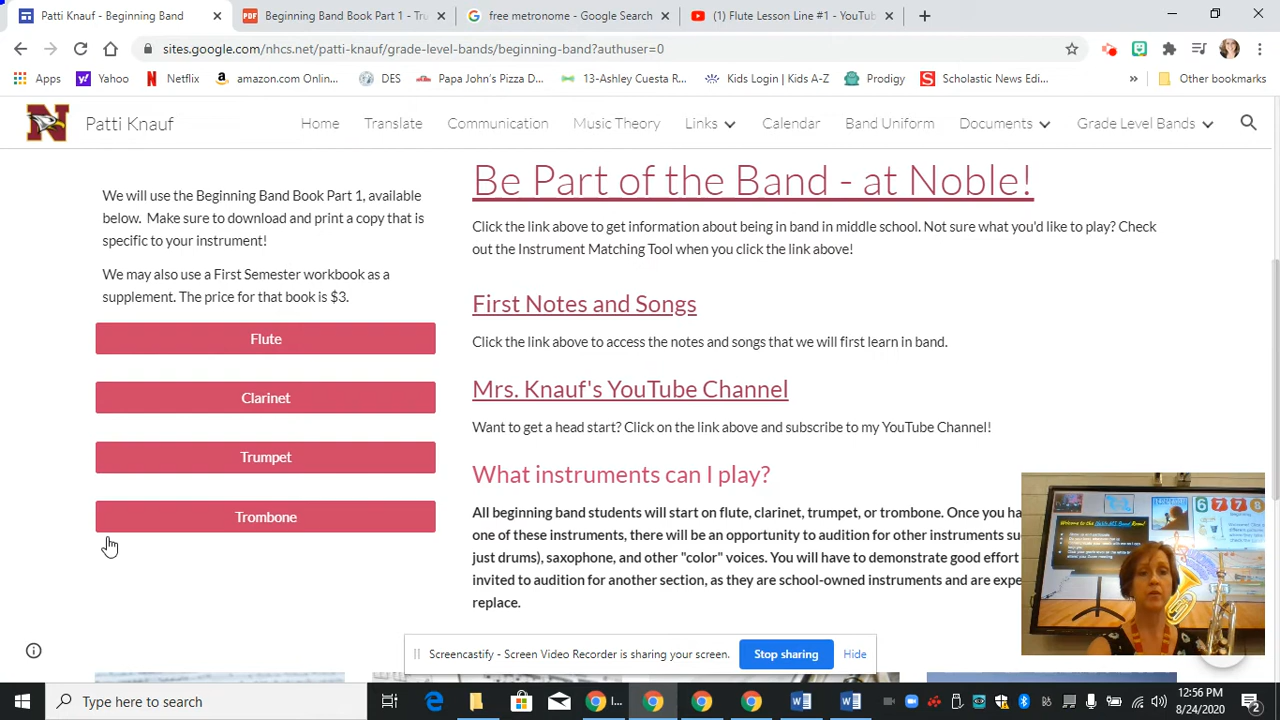 Patti Knauf - Beginning Band
Beginning Band Book Part 1 - Tru
free metronome - Google Search
(1) Flute Lesson Line #1 - YouTub
sites.google.com/nhcs.net/patti-knauf/grade-level-bands/beginning-band?authuser=0
Apps Yahoo Netflix amazon.com Onlin... DES Papa John's Pizza D... 13-Ashley Cuesta R... Kids Login | Kids A-Z Prodigy Scholastic News Edi... » Other bookmarks
N Patti Knauf Home Translate Communication Music Theory Links Calendar Band Uniform Documents Grade Level Bands
We will use the Beginning Band Book Part 1, available
below. Make sure to download and print a copy that is
specific to your instrument!
We may also use a First Semester workbook as a
supplement. The price for that book is $3.
Flute
Clarinet
Trumpet
Trombone
Be Part of the Band - at Noble!
Click the link above to get information about being in band in middle school. Not sure what you'd like to play? Check
out the Instrument Matching Tool when you click the link above!
First Notes and Songs
Click the link above to access the notes and songs that we will first learn in band.
Mrs. Knauf's YouTube Channel
Want to get a head start? Click on the link above and subscribe to my YouTube Channel!
What instruments can I play?
All beginning band students will start on flute, clarinet, trumpet, or trombone. Once you ha
one of these instruments, there will be an opportunity to audition for other instruments su
just drums), saxophone, and other "color" voices. You will have to demonstrate good effort
invited to audition for another section, as they are school-owned instruments and are expe
replace.
Screencastify - Screen Video Recorder is sharing your screen. Stop sharing Hide
Type here to search
12:56 PM
8/24/2020
2